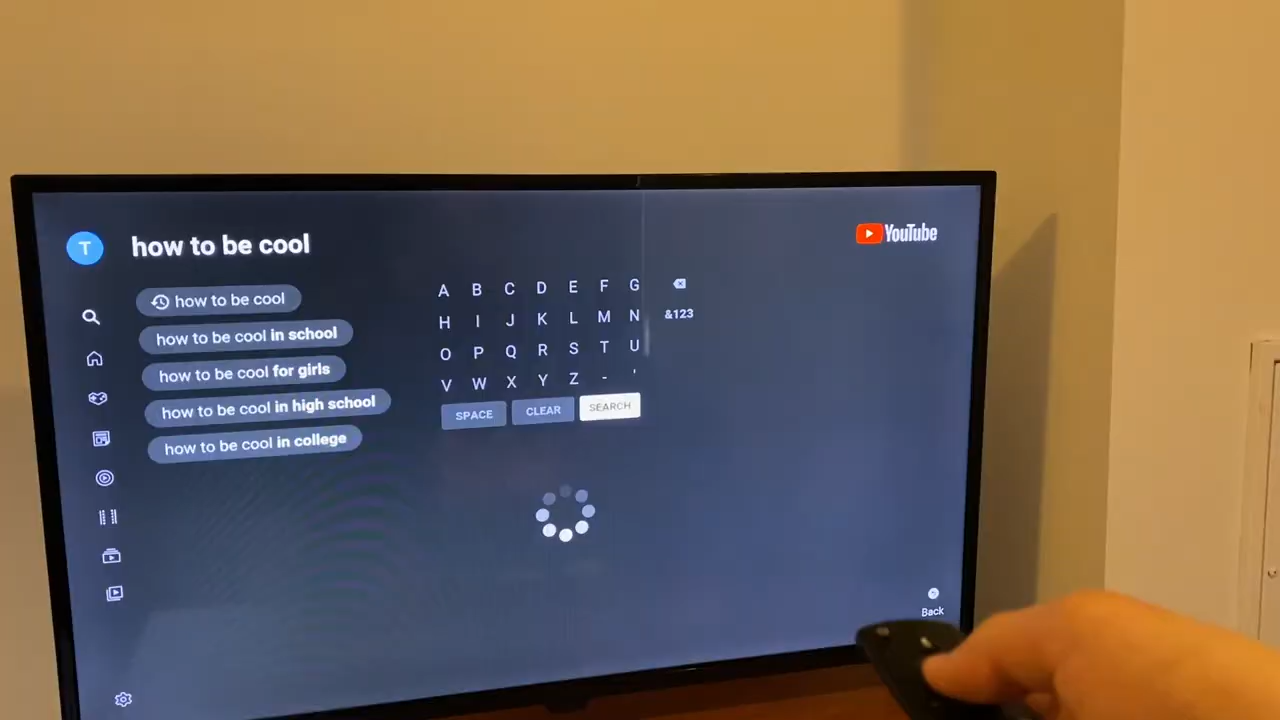 T
how to be cool
YouTube
how to be cool
how to be cool in school
how to be cool for girls
how to be cool in high school
how to be cool in college
A B C D E F G
H I J K L M N &123
O P Q R S T U
V W X Y Z - '
SPACE CLEAR SEARCH
Back